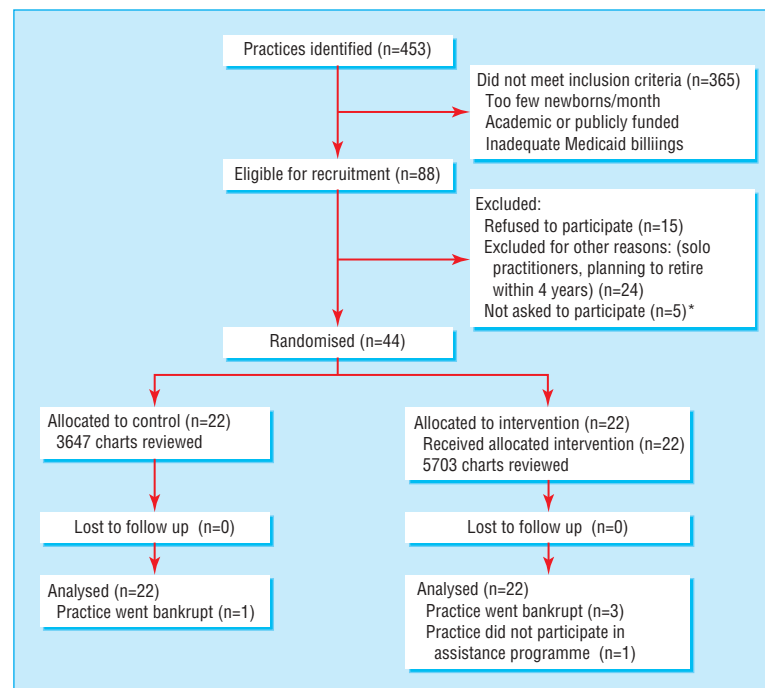 Practices identified (n=453)
Did not meet inclusion criteria (n=365)
Too few newborns/month
Academic or publicly funded
Inadequate Medicaid billiings
Eligible for recruitment (n=88)
Excluded:
Refused to participate (n=15)
Excluded for other reasons: (solo
practitioners, planning to retire
within 4 years) (n=24)
Not asked to participate (n=5)*
Randomised (n=44)
Allocated to control (n=22)
3647 charts reviewed
Allocated to intervention (n=22)
Received allocated intervention (n=22)
5703 charts reviewed
Lost to follow up (n=0)
Lost to follow up (n=0)
Analysed (n=22)
Practice went bankrupt (n=1)
Analysed (n=22)
Practice went bankrupt (n=3)
Practice did not participate in
assistance programme (n=1)